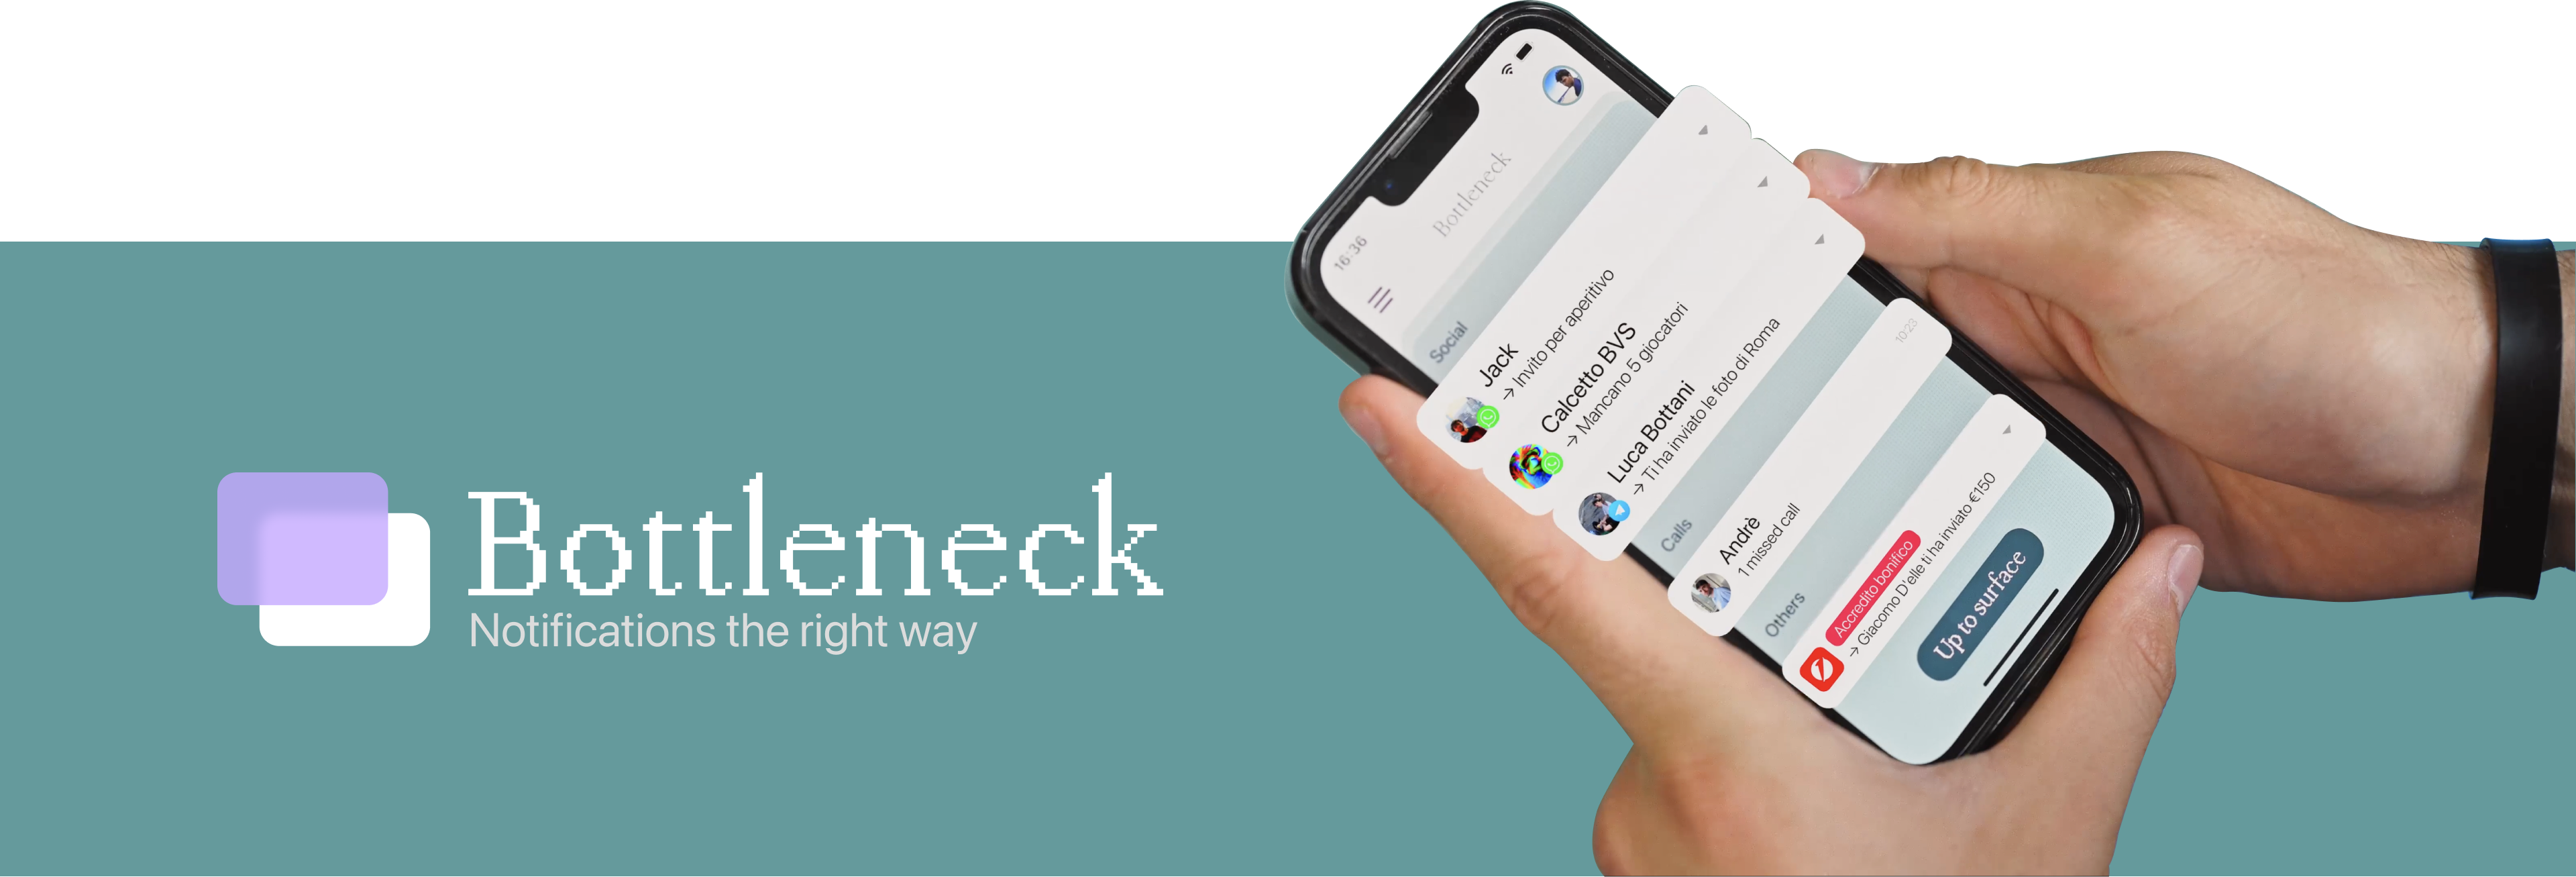 Bottleneck
Notifications the right way
16:36
Bottleneck
Social
Jack
→ Invito per aperitivo
Calcetto BVS
→ Mancano 5 giocatori
Luca Bottani
→ Ti ha inviato le foto di Roma
Calls
Andrè
1 missed call
10:23
Others
Accredito bonifico
→ Giacomo D'elle ti ha inviato €150
Up to surface